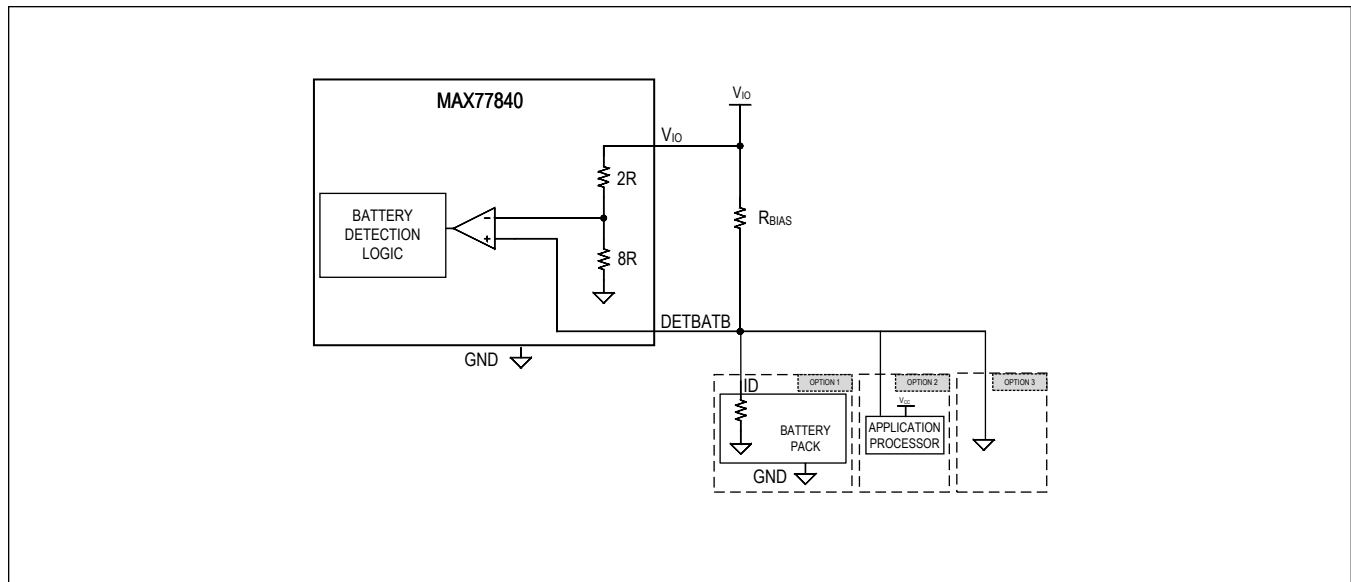 MAX77840
VIO
VIO
2R
BATTERY
DETECTION
LOGIC
-
+
8R
RBIAS
DETBATB
GND
ID
OPTION 1
OPTION 2
OPTION 3
BATTERY
PACK
GND
VCC
APPLICATION
PROCESSOR